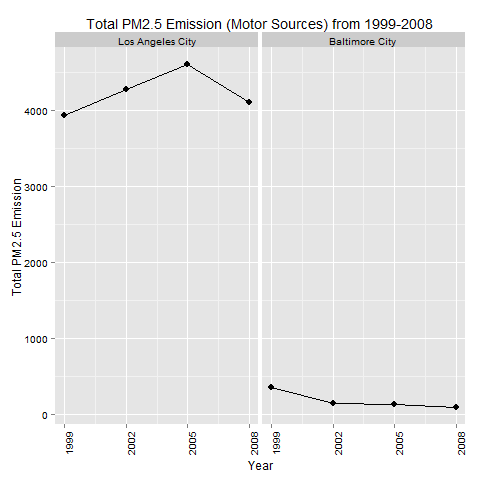 Total PM2.5 Emission (Motor Sources) from 1999-2008
Los Angeles City
Baltimore City
Total PM2.5 Emission
4000
3000
2000
1000
0
1999
2002
2005
2008
1999
2002
2005
2008
Year